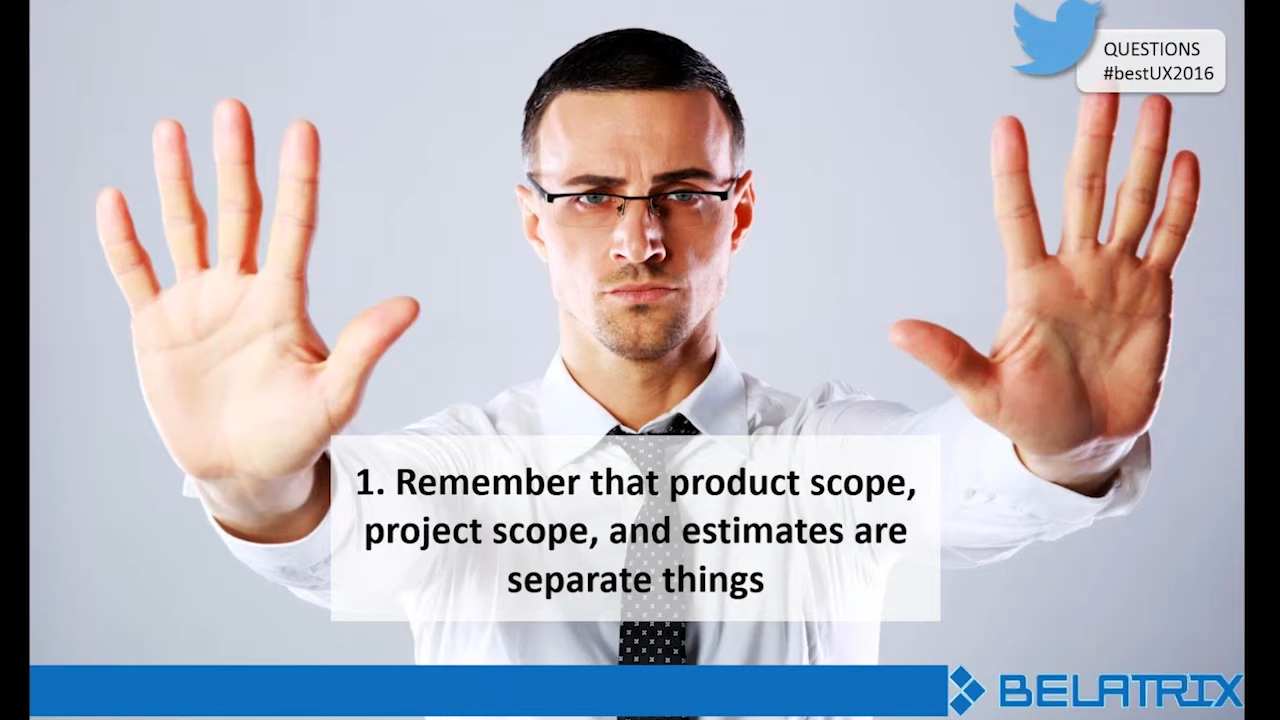 QUESTIONS
#bestUX2016
1. Remember that product scope,
project scope, and estimates are
separate things
BELATRIX